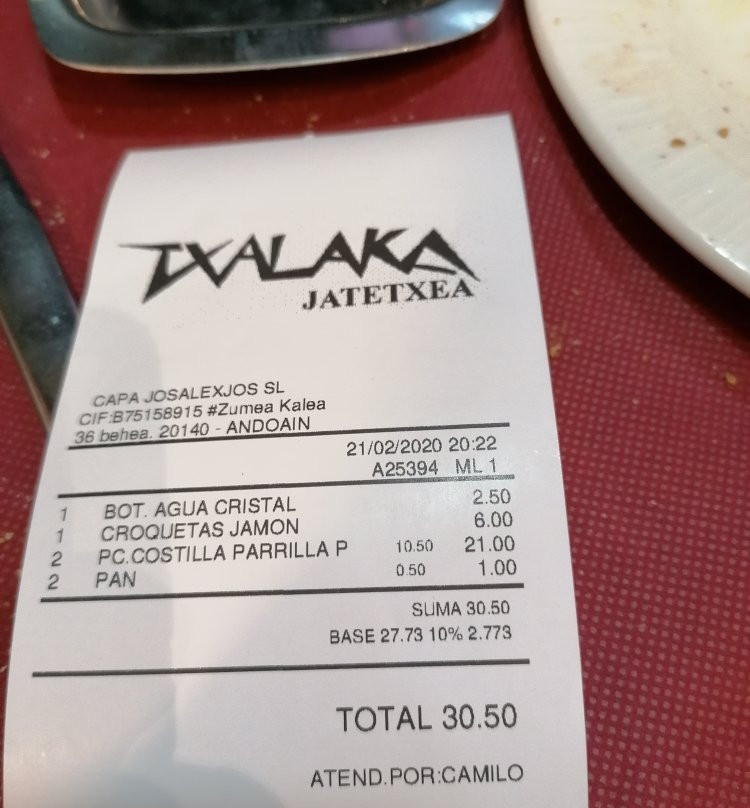 TXALAKA
JATETXEA
CAPA JOSALEXJOS SL
CIF:B75158915 #Zumea Kalea
36 behea. 20140 - ANDOAIN
21/02/2020 20:22
A25394 ML 1
1 BOT. AGUA CRISTAL 2.50
1 CROQUETAS JAMON 6.00
2 PC.COSTILLA PARRILLA P 10.50 21.00
2 PAN 0.50 1.00
SUMA 30.50
BASE 27.73 10% 2.773
TOTAL 30.50
ATEND.POR:CAMILO